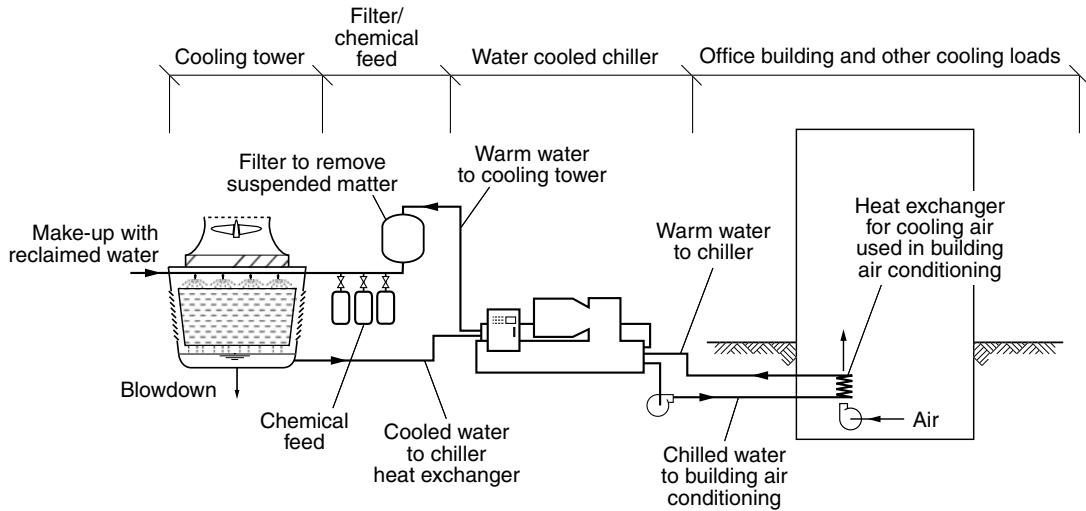 Cooling tower
Filter/
chemical
feed
Water cooled chiller
Office building and other cooling loads
Filter to remove
suspended matter
Warm water
to cooling tower
Make-up with
reclaimed water
Warm water
to chiller
Heat exchanger
for cooling air
used in building
air conditioning
Blowdown
Chemical
feed
Cooled water
to chiller
heat exchanger
Chilled water
to building air
conditioning
Air